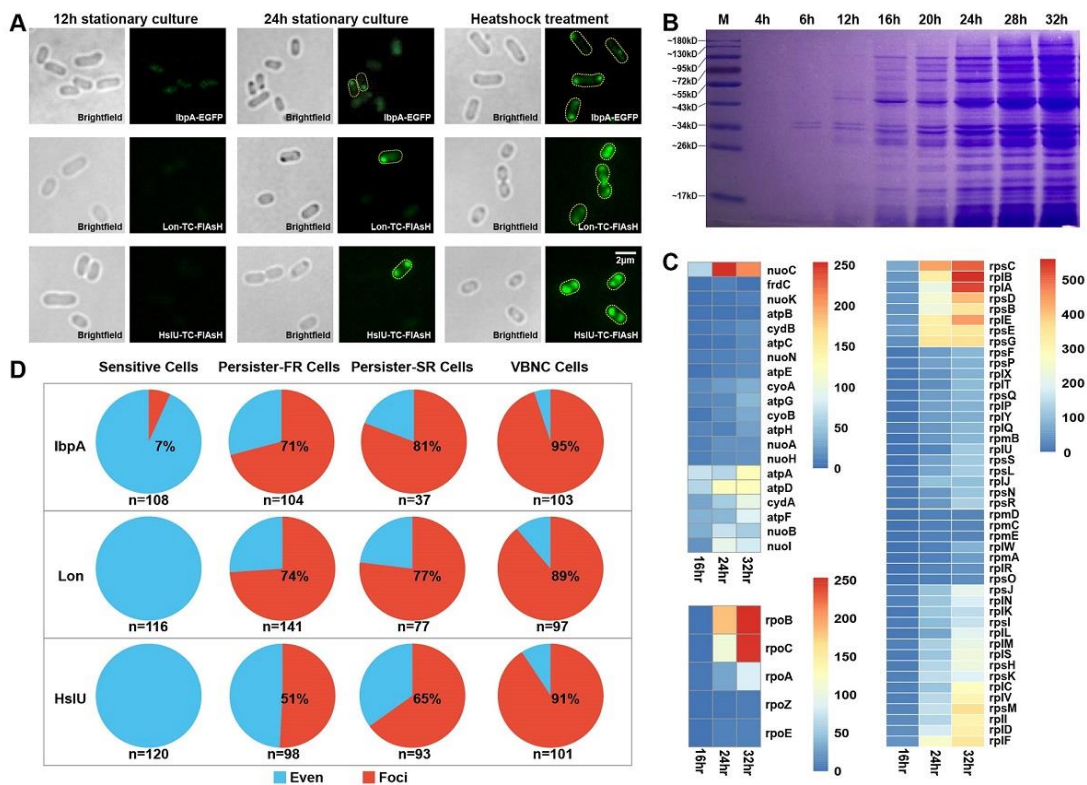 A
12h stationary culture
24h stationary culture
Heatshock treatment
Brightfield
IbpA-EGFP
Brightfield
IbpA-EGFP
Brightfield
IbpA-EGFP
Brightfield
Lon-TC-FlAsH
Brightfield
Lon-TC-FlAsH
Brightfield
Lon-TC-FlAsH
2μm
Brightfield
HslU-TC-FlAsH
Brightfield
HslU-TC-FlAsH
Brightfield
HslU-TC-FlAsH
B
M 4h 6h 12h 16h 20h 24h 28h 32h
~180kD
~130kD
~95kD
~72kD
~55kD
~43kD
~34kD
~26kD
~17kD
C
nuoC
frdC
nuoK
atpB
cydB
atpC
nuoN
atpE
cyoA
atpG
cyoB
atpH
nuoA
nuoH
atpA
atpD
cydA
atpF
nuoB
nuoI
16hr 24hr 32hr
250
200
150
100
50
0
rpoB
rpoC
rpoA
rpoZ
rpoE
16hr 24hr 32hr
250
200
150
100
50
0
rpsC
rplB
rplA
rpsD
rpsB
rplE
rpsE
rpsG
rpsF
rpsP
rplX
rplT
rpsQ
rplP
rplY
rplQ
rpmB
rplU
rpsS
rpsL
rplJ
rpsN
rpsR
rpmD
rpmC
rpmE
rplW
rpmA
rplR
rpsO
rpsJ
rplN
rplK
rpsI
rplL
rplM
rplS
rpsH
rpsK
rplC
rplV
rpsM
rplI
rplD
rplF
16hr 24hr 32hr
500
400
300
200
100
0
D
Sensitive Cells
Persister-FR Cells
Persister-SR Cells
VBNC Cells
IbpA
7%
71%
81%
95%
n=108
n=104
n=37
n=103
Lon
74%
77%
89%
n=116
n=141
n=77
n=97
HslU
51%
65%
91%
n=120
n=98
n=93
n=101
Even
Foci